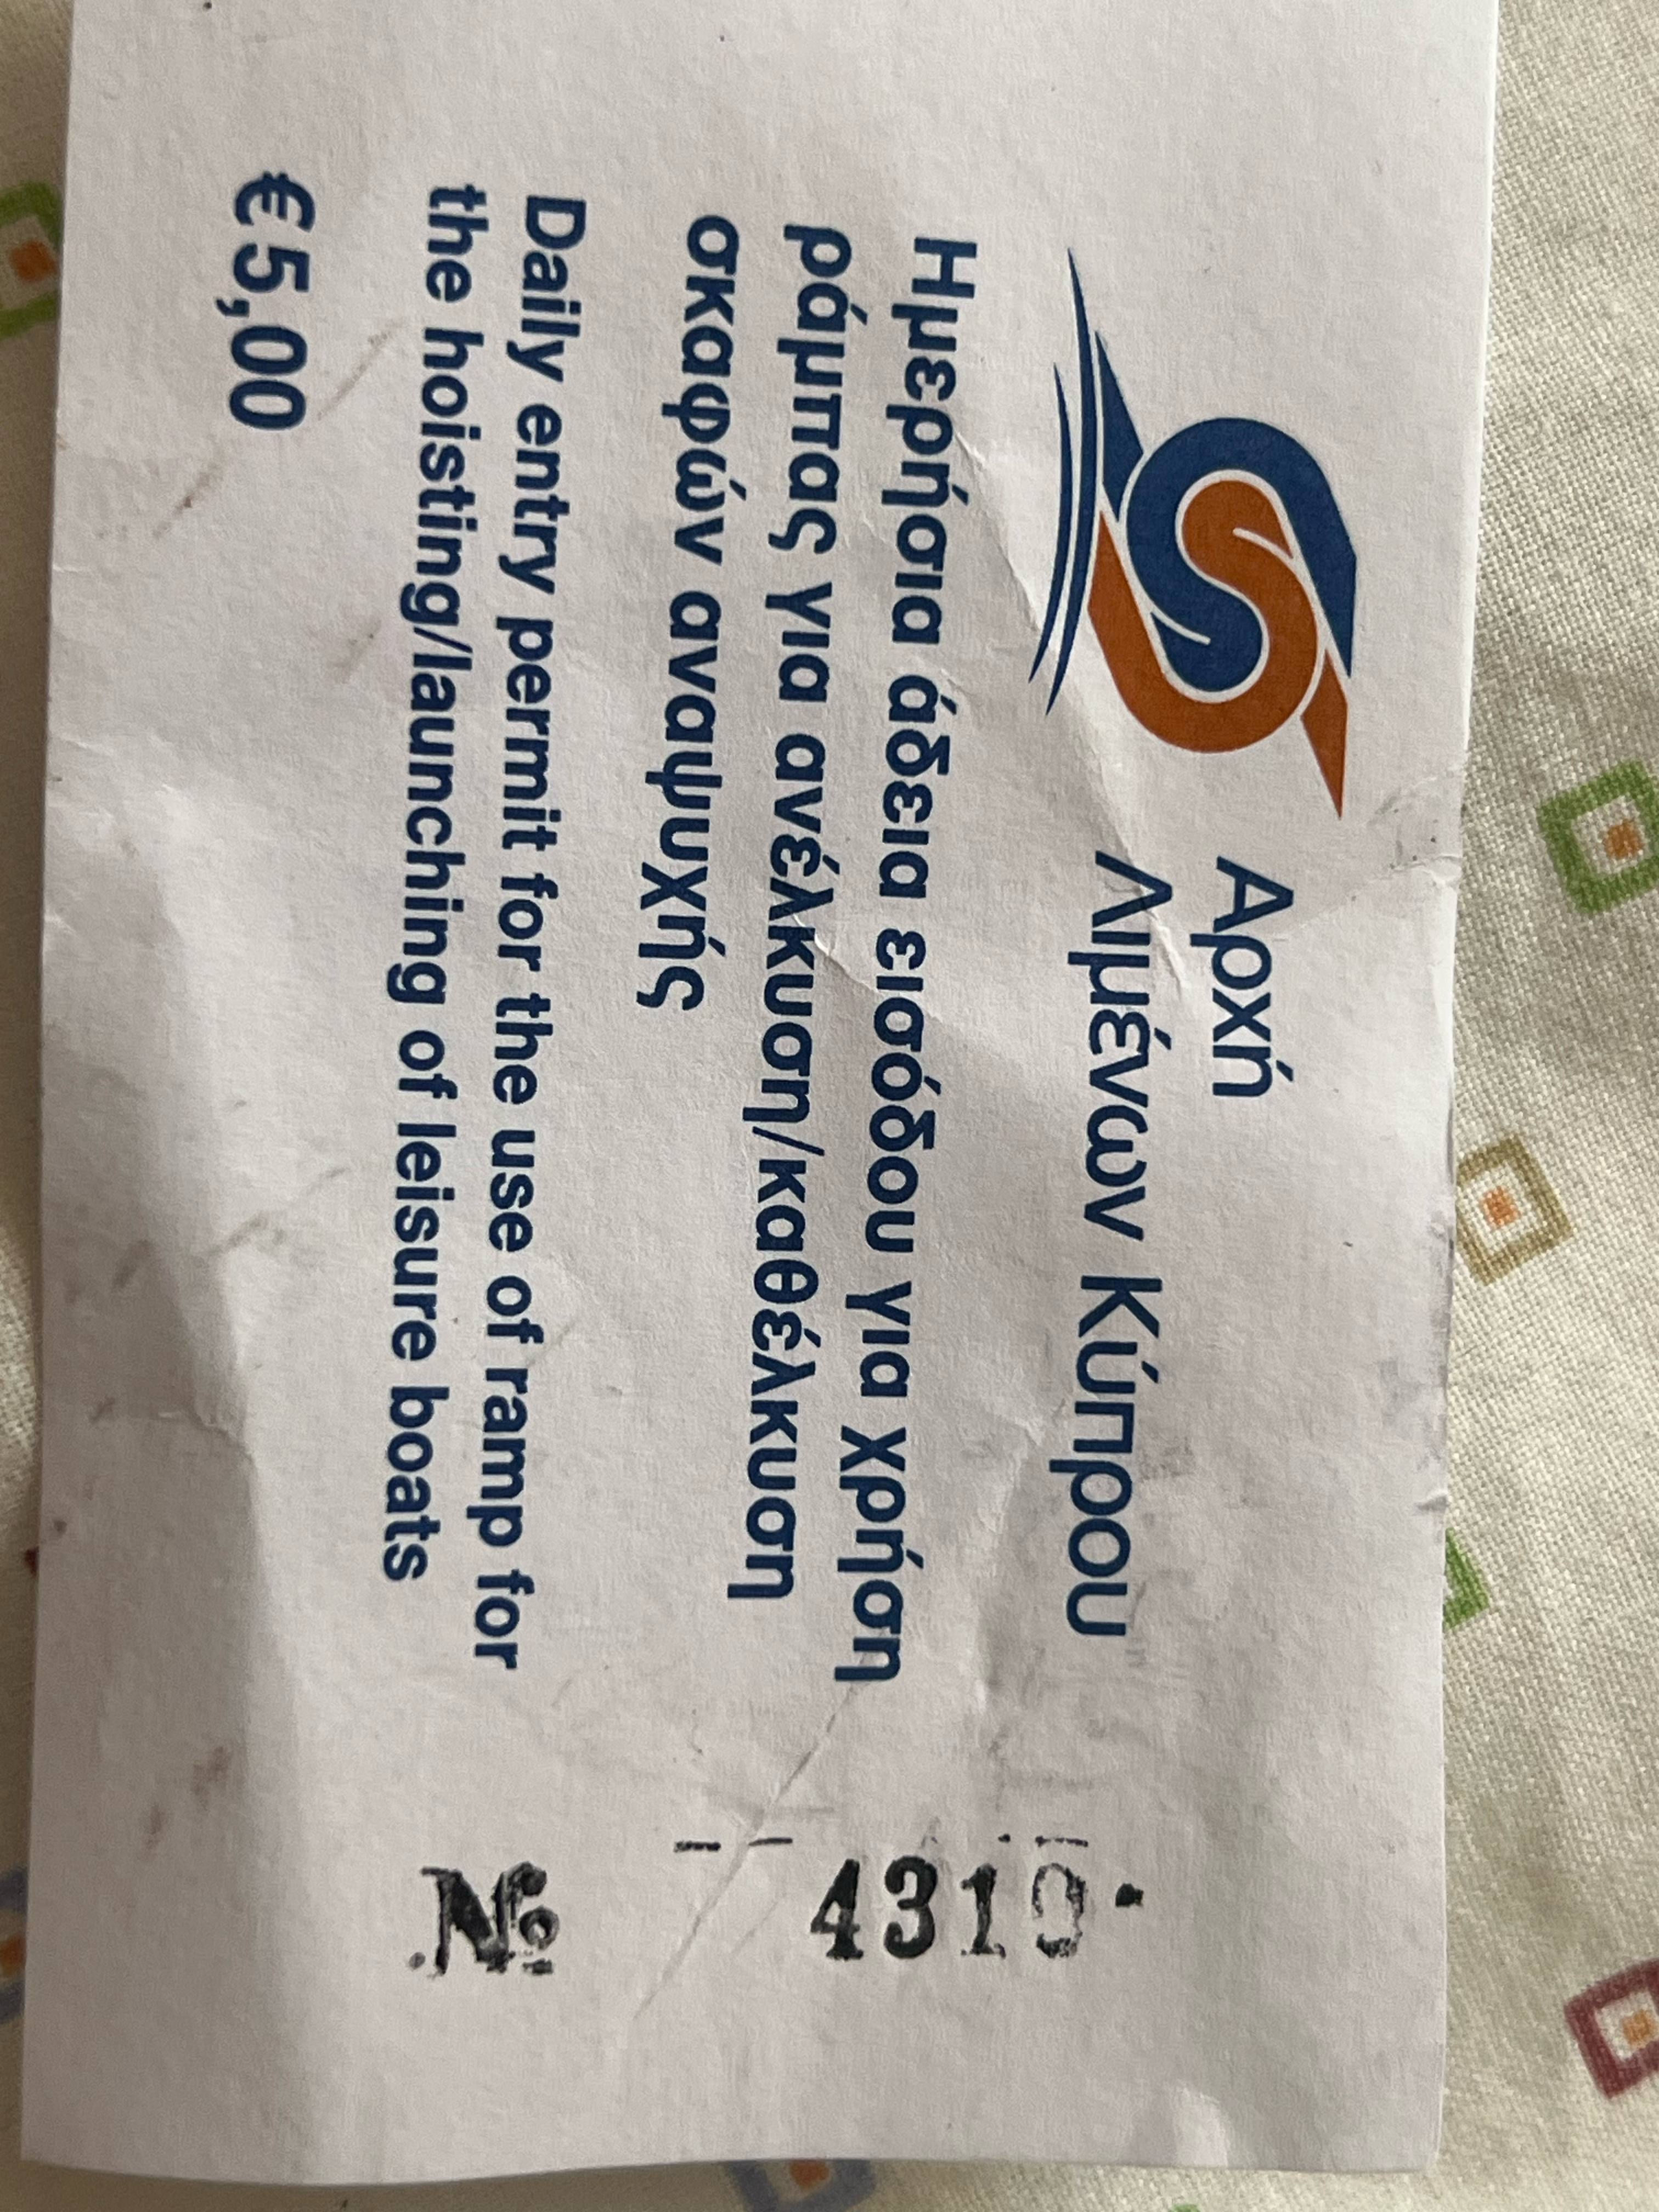 Αρχή
Λιμένων Κύπρου
Ημερήσια άδεια εισόδου για χρήση
ράμπας για ανέλκυση/καθέλκυση
σκαφών αναψυχής
Daily entry permit for the use of ramp for
the hoisting/launching of leisure boats
€5,00
№ 4319